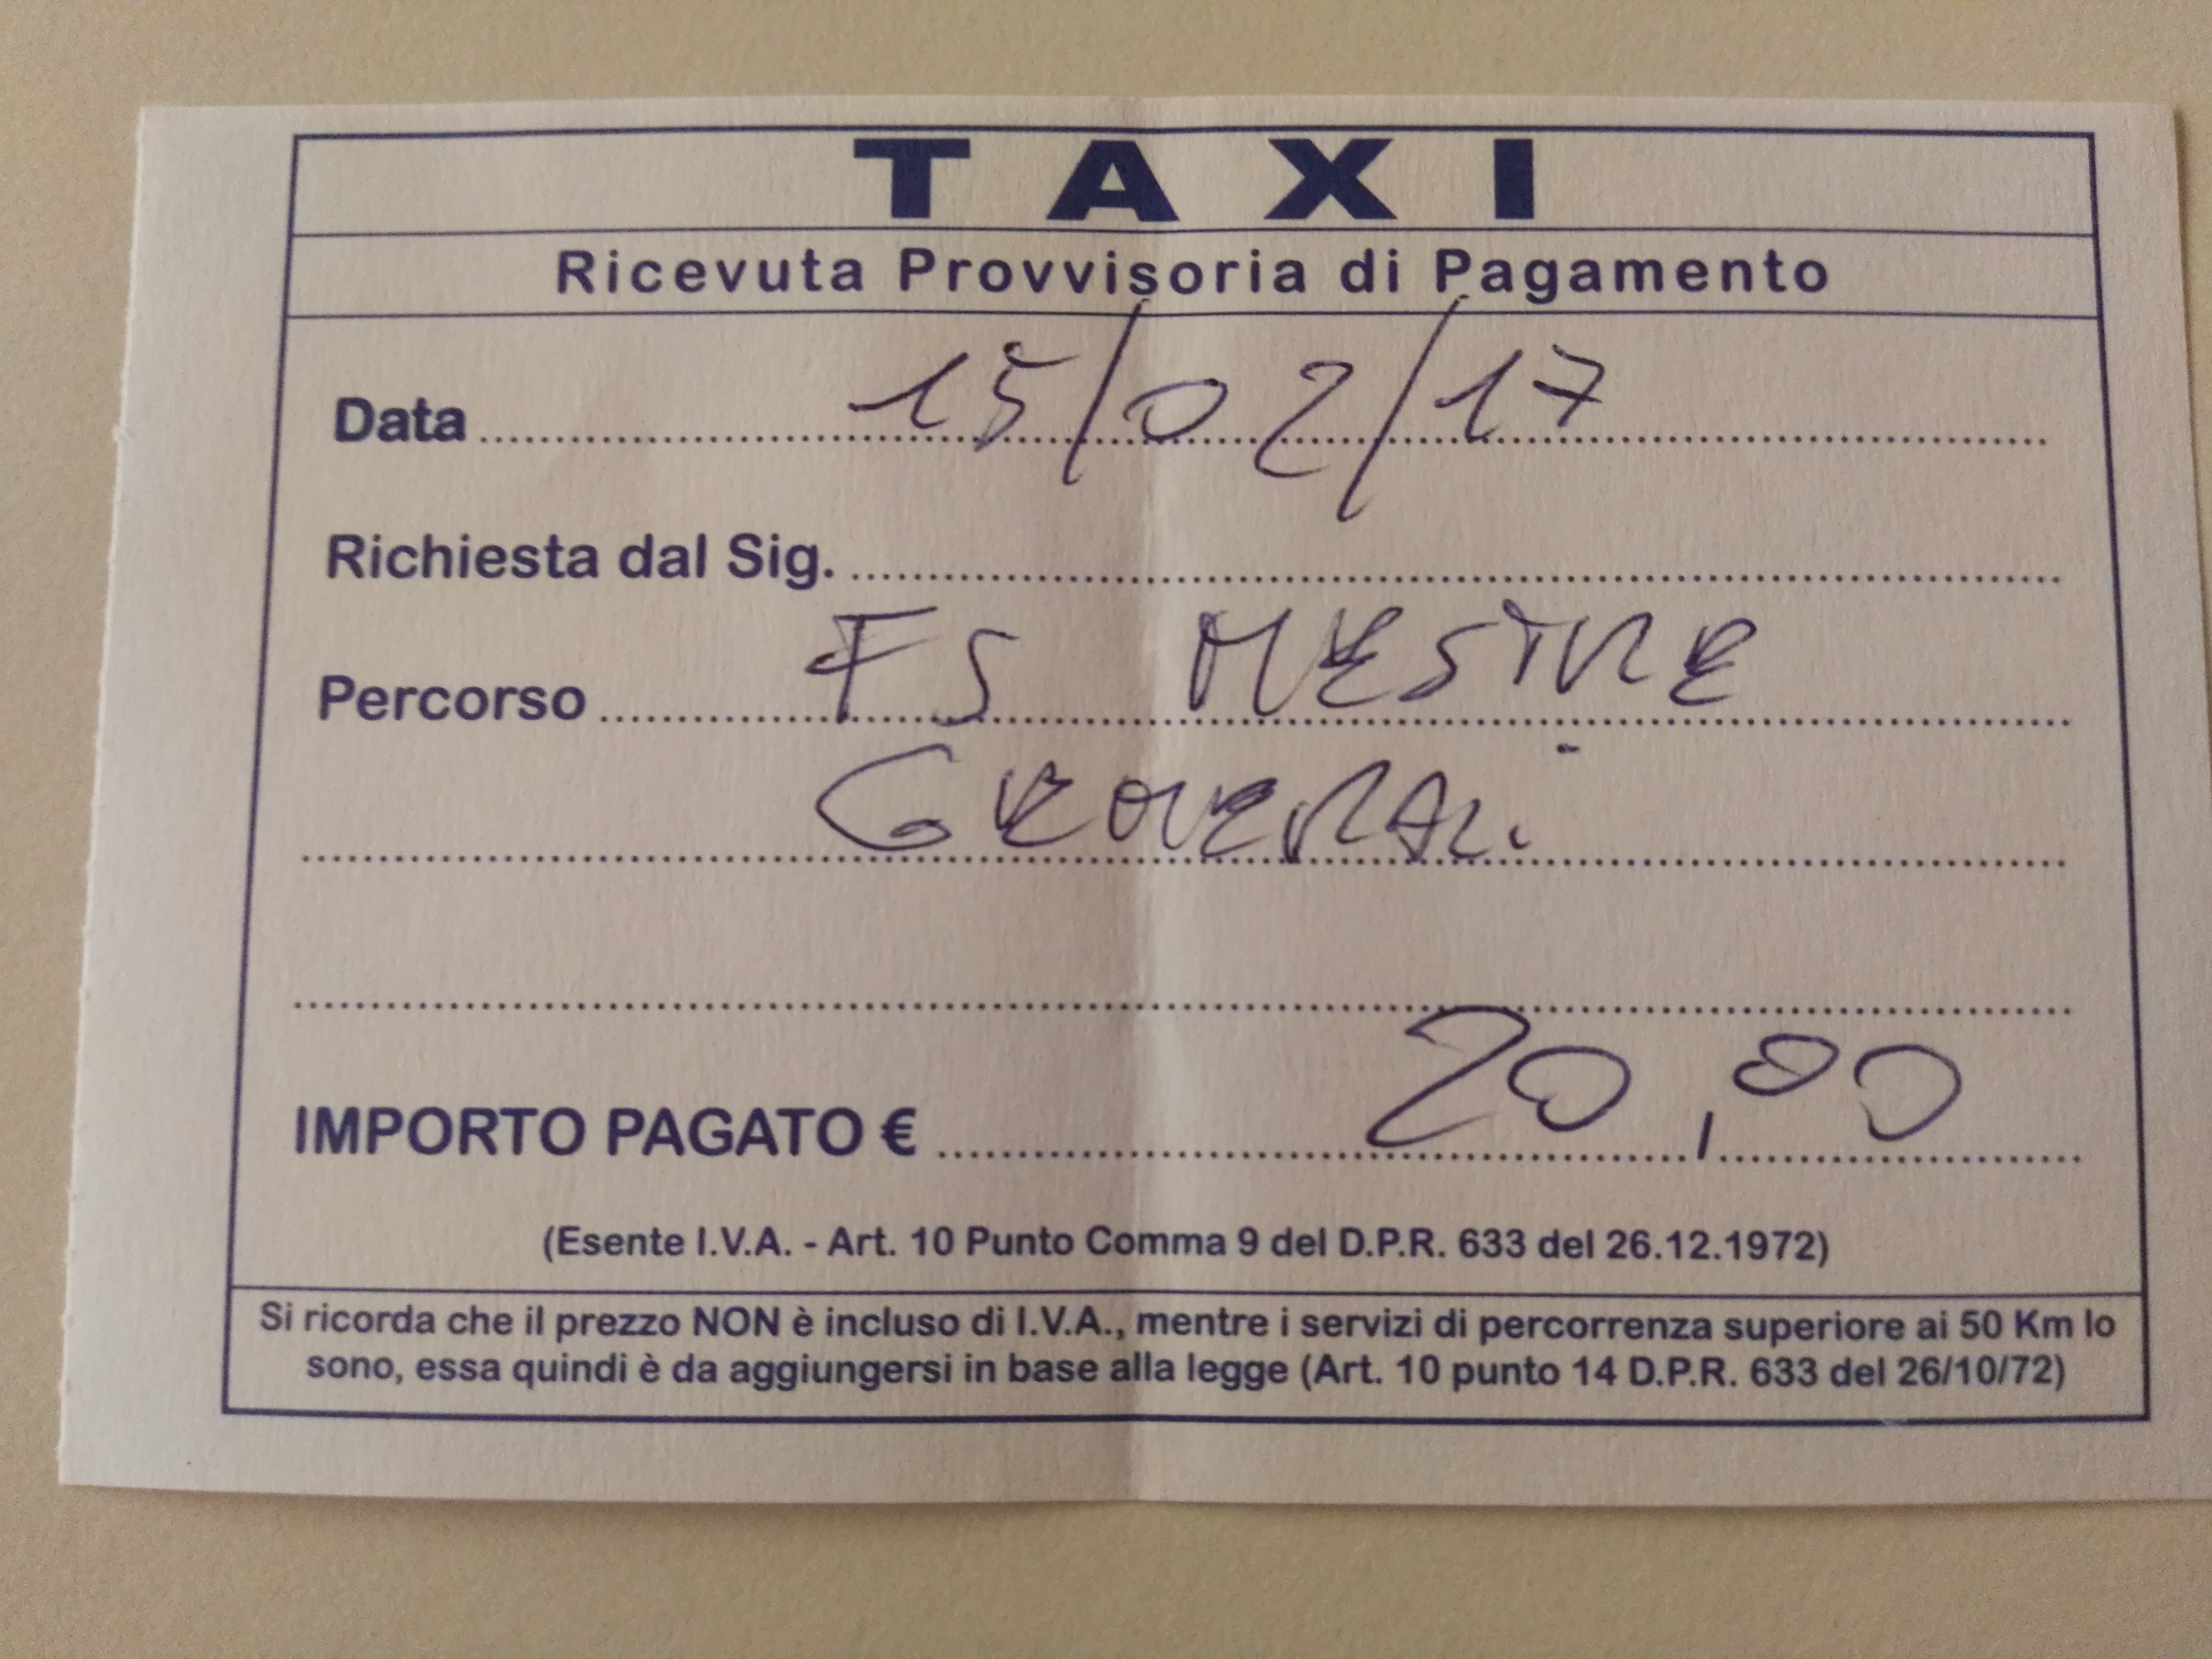 TAXI
Ricevuta Provvisoria di Pagamento
Data 15/02/17
Richiesta dal Sig.
Percorso FS MESTRE
GENERALI
IMPORTO PAGATO € 20,00
(Esente I.V.A. - Art. 10 Punto Comma 9 del D.P.R. 633 del 26.12.1972)
Si ricorda che il prezzo NON è incluso di I.V.A., mentre i servizi di percorrenza superiore ai 50 Km lo
sono, essa quindi è da aggiungersi in base alla legge (Art. 10 punto 14 D.P.R. 633 del 26/10/72)